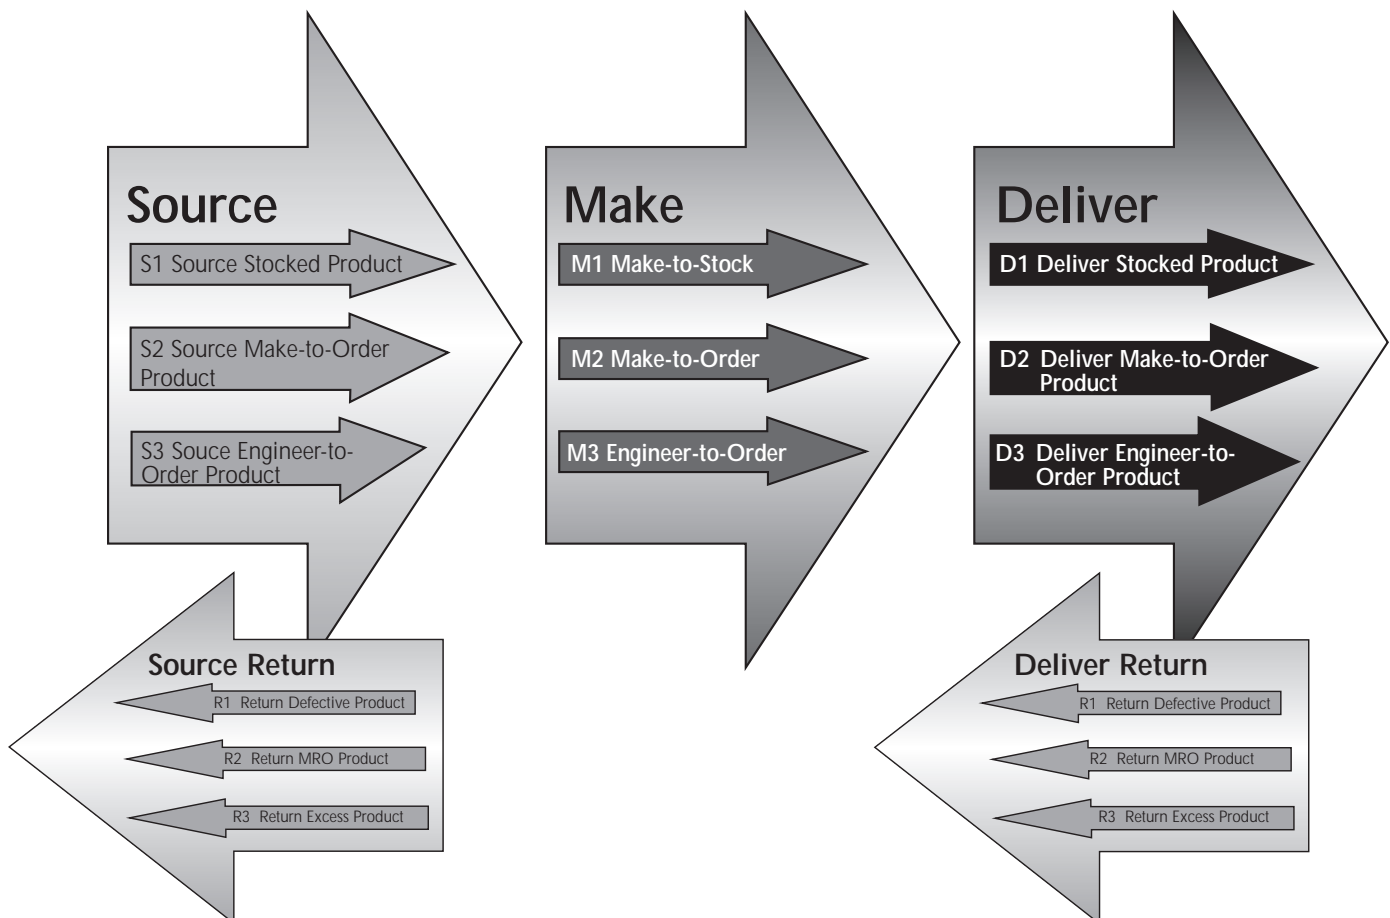 Source
S1 Source Stocked Product
S2 Source Make-to-Order
Product
S3 Souce Engineer-to-
Order Product
Make
M1 Make-to-Stock
M2 Make-to-Order
M3 Engineer-to-Order
Deliver
D1 Deliver Stocked Product
D2 Deliver Make-to-Order
Product
D3 Deliver Engineer-to-
Order Product
Source Return
R1 Return Defective Product
R2 Return MRO Product
R3 Return Excess Product
Deliver Return
R1 Return Defective Product
R2 Return MRO Product
R3 Return Excess Product